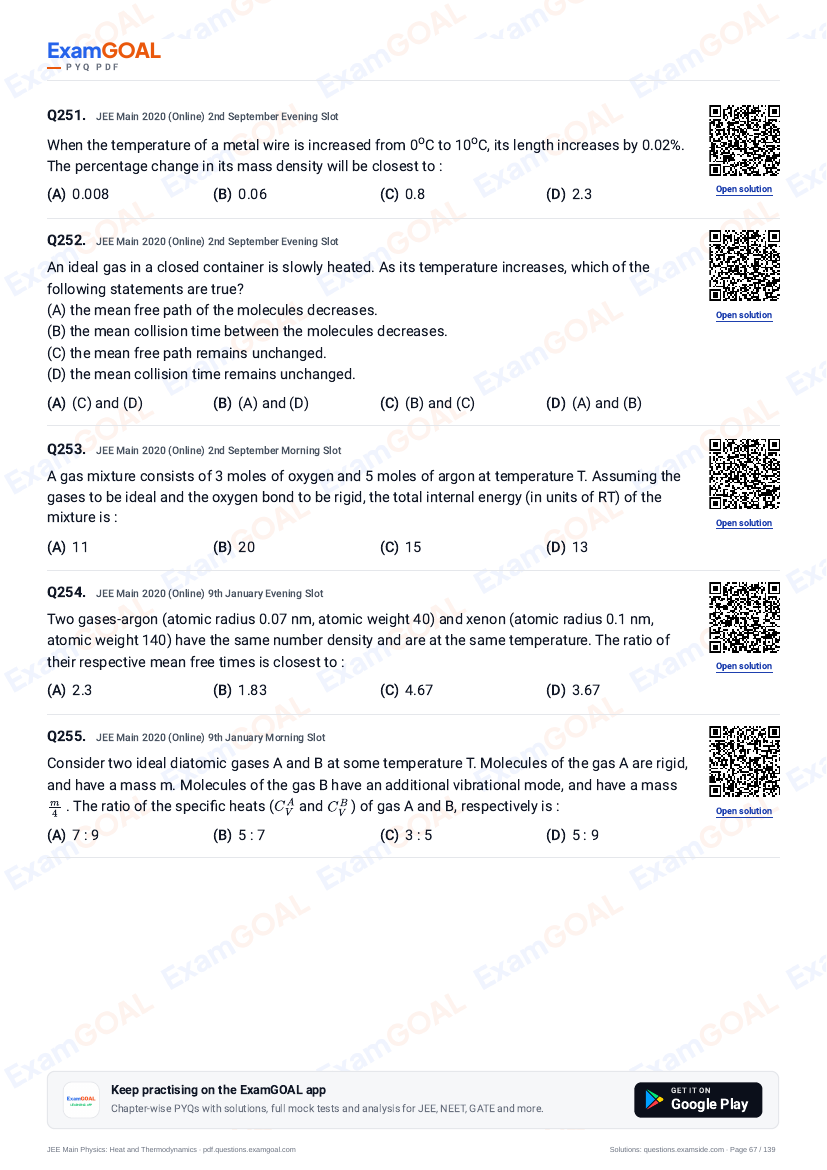 ExamGOAL
PYQ PDF
Q251. JEE Main 2020 (Online) 2nd September Evening Slot
When the temperature of a metal wire is increased from 0°C to 10°C, its length increases by 0.02%.
The percentage change in its mass density will be closest to :
(A) 0.008 (B) 0.06 (C) 0.8 (D) 2.3
Open solution
Q252. JEE Main 2020 (Online) 2nd September Evening Slot
An ideal gas in a closed container is slowly heated. As its temperature increases, which of the
following statements are true?
(A) the mean free path of the molecules decreases.
(B) the mean collision time between the molecules decreases.
(C) the mean free path remains unchanged.
(D) the mean collision time remains unchanged.
(A) (C) and (D) (B) (A) and (D) (C) (B) and (C) (D) (A) and (B)
Open solution
Q253. JEE Main 2020 (Online) 2nd September Morning Slot
A gas mixture consists of 3 moles of oxygen and 5 moles of argon at temperature T. Assuming the
gases to be ideal and the oxygen bond to be rigid, the total internal energy (in units of RT) of the
mixture is :
(A) 11 (B) 20 (C) 15 (D) 13
Open solution
Q254. JEE Main 2020 (Online) 9th January Evening Slot
Two gases-argon (atomic radius 0.07 nm, atomic weight 40) and xenon (atomic radius 0.1 nm,
atomic weight 140) have the same number density and are at the same temperature. The ratio of
their respective mean free times is closest to :
(A) 2.3 (B) 1.83 (C) 4.67 (D) 3.67
Open solution
Q255. JEE Main 2020 (Online) 9th January Morning Slot
Consider two ideal diatomic gases A and B at some temperature T. Molecules of the gas A are rigid,
and have a mass m. Molecules of the gas B have an additional vibrational mode, and have a mass
$\frac{m}{4}$ . The ratio of the specific heats ($C_V^A$ and $C_V^B$) of gas A and B, respectively is :
(A) 7 : 9 (B) 5 : 7 (C) 3 : 5 (D) 5 : 9
Open solution
ExamGOAL
Keep practising on the ExamGOAL app
Chapter-wise PYQs with solutions, full mock tests and analysis for JEE, NEET, GATE and more.
GET IT ON
Google Play
JEE Main Physics: Heat and Thermodynamics · pdf.questions.examgoal.com
Solutions: questions.examside.com · Page 67 / 139